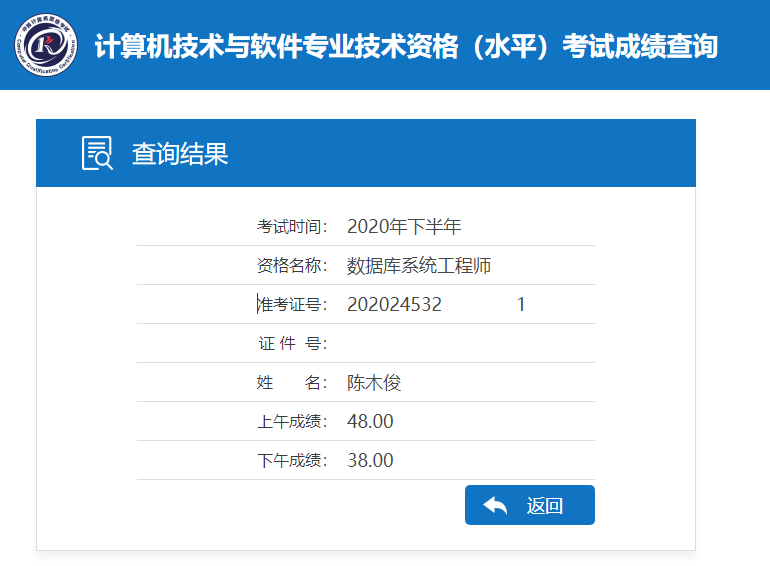 计算机技术与软件专业技术资格（水平）考试成绩查询
查询结果
考试时间： 2020年下半年
资格名称： 数据库系统工程师
准考证号： 202024532 1
证 件 号：
姓 名： 陈木俊
上午成绩： 48.00
下午成绩： 38.00
返回